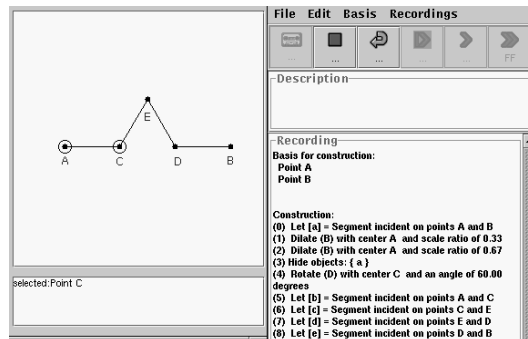 File Edit Basis Recordings
... ... ... ... ... FF
Description
E
A C D B
selected:Point C
Recording
Basis for construction:
Point A
Point B
Construction:
(0) Let [a] = Segment incident on points A and B
(1) Dilate (B) with center A and scale ratio of 0.33
(2) Dilate (B) with center A and scale ratio of 0.67
(3) Hide objects: { a }
(4) Rotate (D) with center C and an angle of 60.00
degrees
(5) Let [b] = Segment incident on points A and C
(6) Let [c] = Segment incident on points C and E
(7) Let [d] = Segment incident on points E and D
(8) Let [e] = Segment incident on points D and B